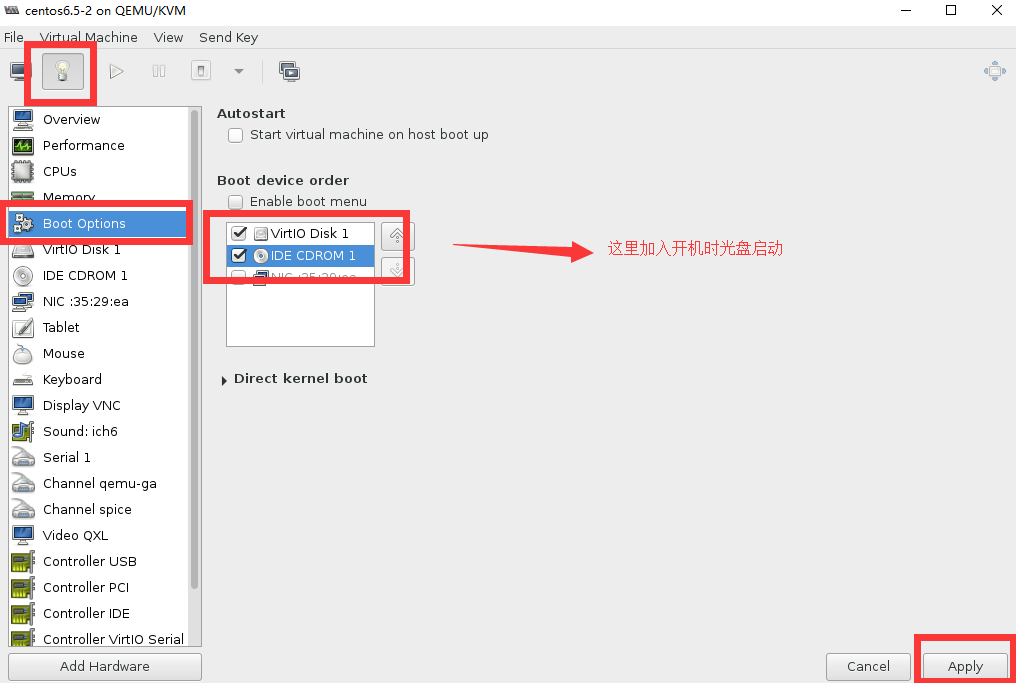 centos6.5-2 on QEMU/KVM
File Virtual Machine View Send Key
Overview
Performance
CPUs
Memory
Boot Options
VirtIO Disk 1
IDE CDROM 1
NIC :35:29:ea
Tablet
Mouse
Keyboard
Display VNC
Sound: ich6
Serial 1
Channel qemu-ga
Channel spice
Video QXL
Controller USB
Controller PCI
Controller IDE
Controller VirtIO Serial
Add Hardware
Autostart
Start virtual machine on host boot up
Boot device order
Enable boot menu
VirtIO Disk 1
IDE CDROM 1
NIC :35:29:ea
这里加入开机时光盘启动
Direct kernel boot
Cancel
Apply